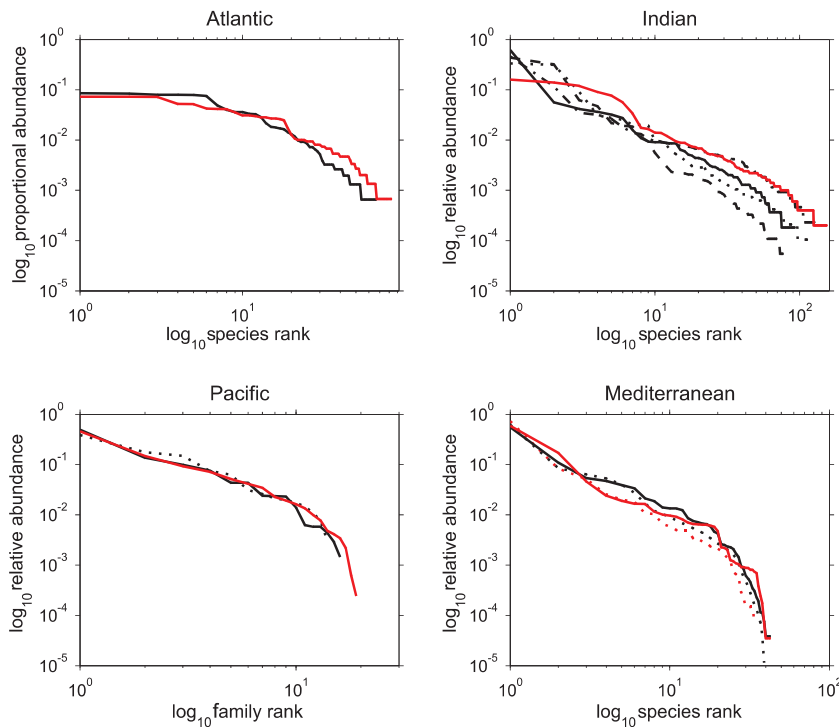 Atlantic
Indian
10^0
10^-1
10^-2
10^-3
10^-4
10^-5
log10 proportional abundance
10^0
10^1
log10 species rank
10^0
10^-1
10^-2
10^-3
10^-4
10^-5
log10 relative abundance
10^0
10^1
10^2
log10 species rank
Pacific
Mediterranean
10^0
10^-1
10^-2
10^-3
10^-4
10^-5
log10 relative abundance
10^0
10^1
log10 family rank
10^0
10^-1
10^-2
10^-3
10^-4
10^-5
log10 relative abundance
10^0
10^1
10^2
log10 species rank